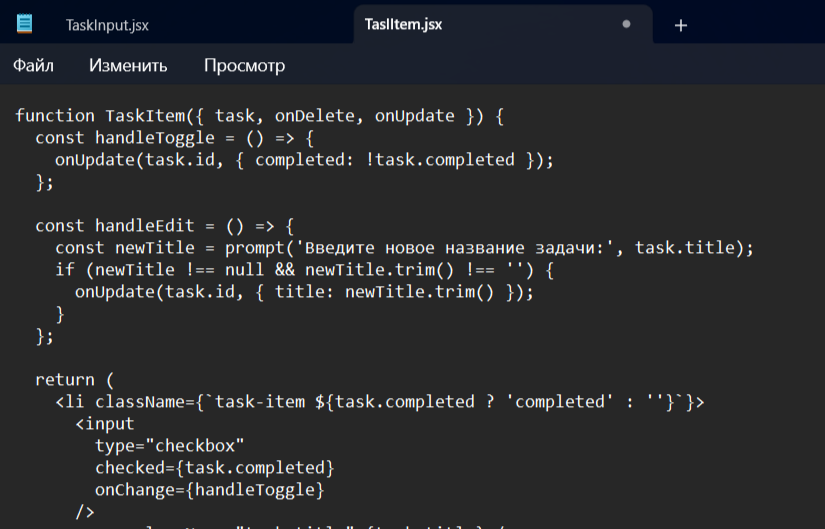 TaskInput.jsx
TaslItem.jsx
Файл Изменить Просмотр
function TaskItem({ task, onDelete, onUpdate }) {
  const handleToggle = () => {
    onUpdate(task.id, { completed: !task.completed });
  };

  const handleEdit = () => {
    const newTitle = prompt('Введите новое название задачи:', task.title);
    if (newTitle !== null && newTitle.trim() !== '') {
      onUpdate(task.id, { title: newTitle.trim() });
    }
  };

  return (
    <li className={`task-item ${task.completed ? 'completed' : ''}`}>
      <input
        type="checkbox"
        checked={task.completed}
        onChange={handleToggle}
      />